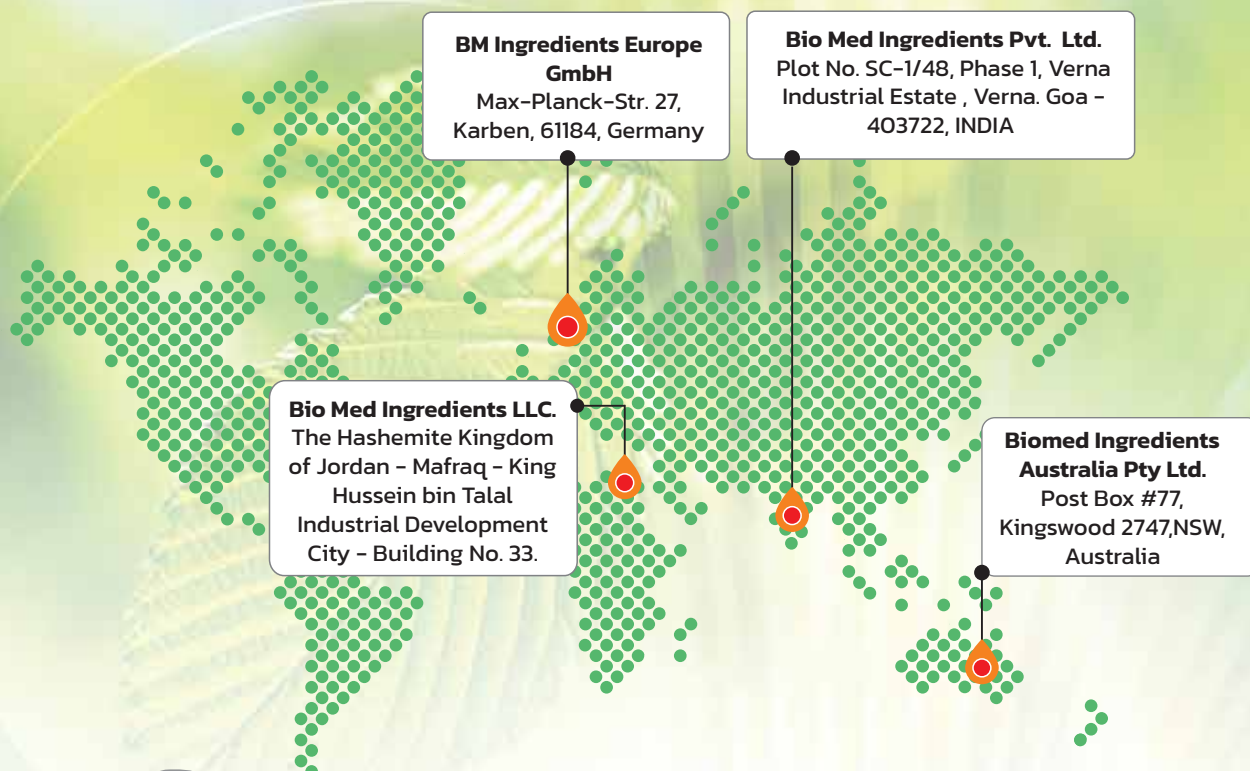 BM Ingredients Europe
GmbH
Max-Planck-Str. 27,
Karben, 61184, Germany
Bio Med Ingredients Pvt. Ltd.
Plot No. SC-1/48, Phase 1, Verna
Industrial Estate , Verna. Goa -
403722, INDIA
Bio Med Ingredients LLC.
The Hashemite Kingdom
of Jordan - Mafraq - King
Hussein bin Talal
Industrial Development
City - Building No. 33.
Biomed Ingredients
Australia Pty Ltd.
Post Box #77,
Kingswood 2747,NSW,
Australia